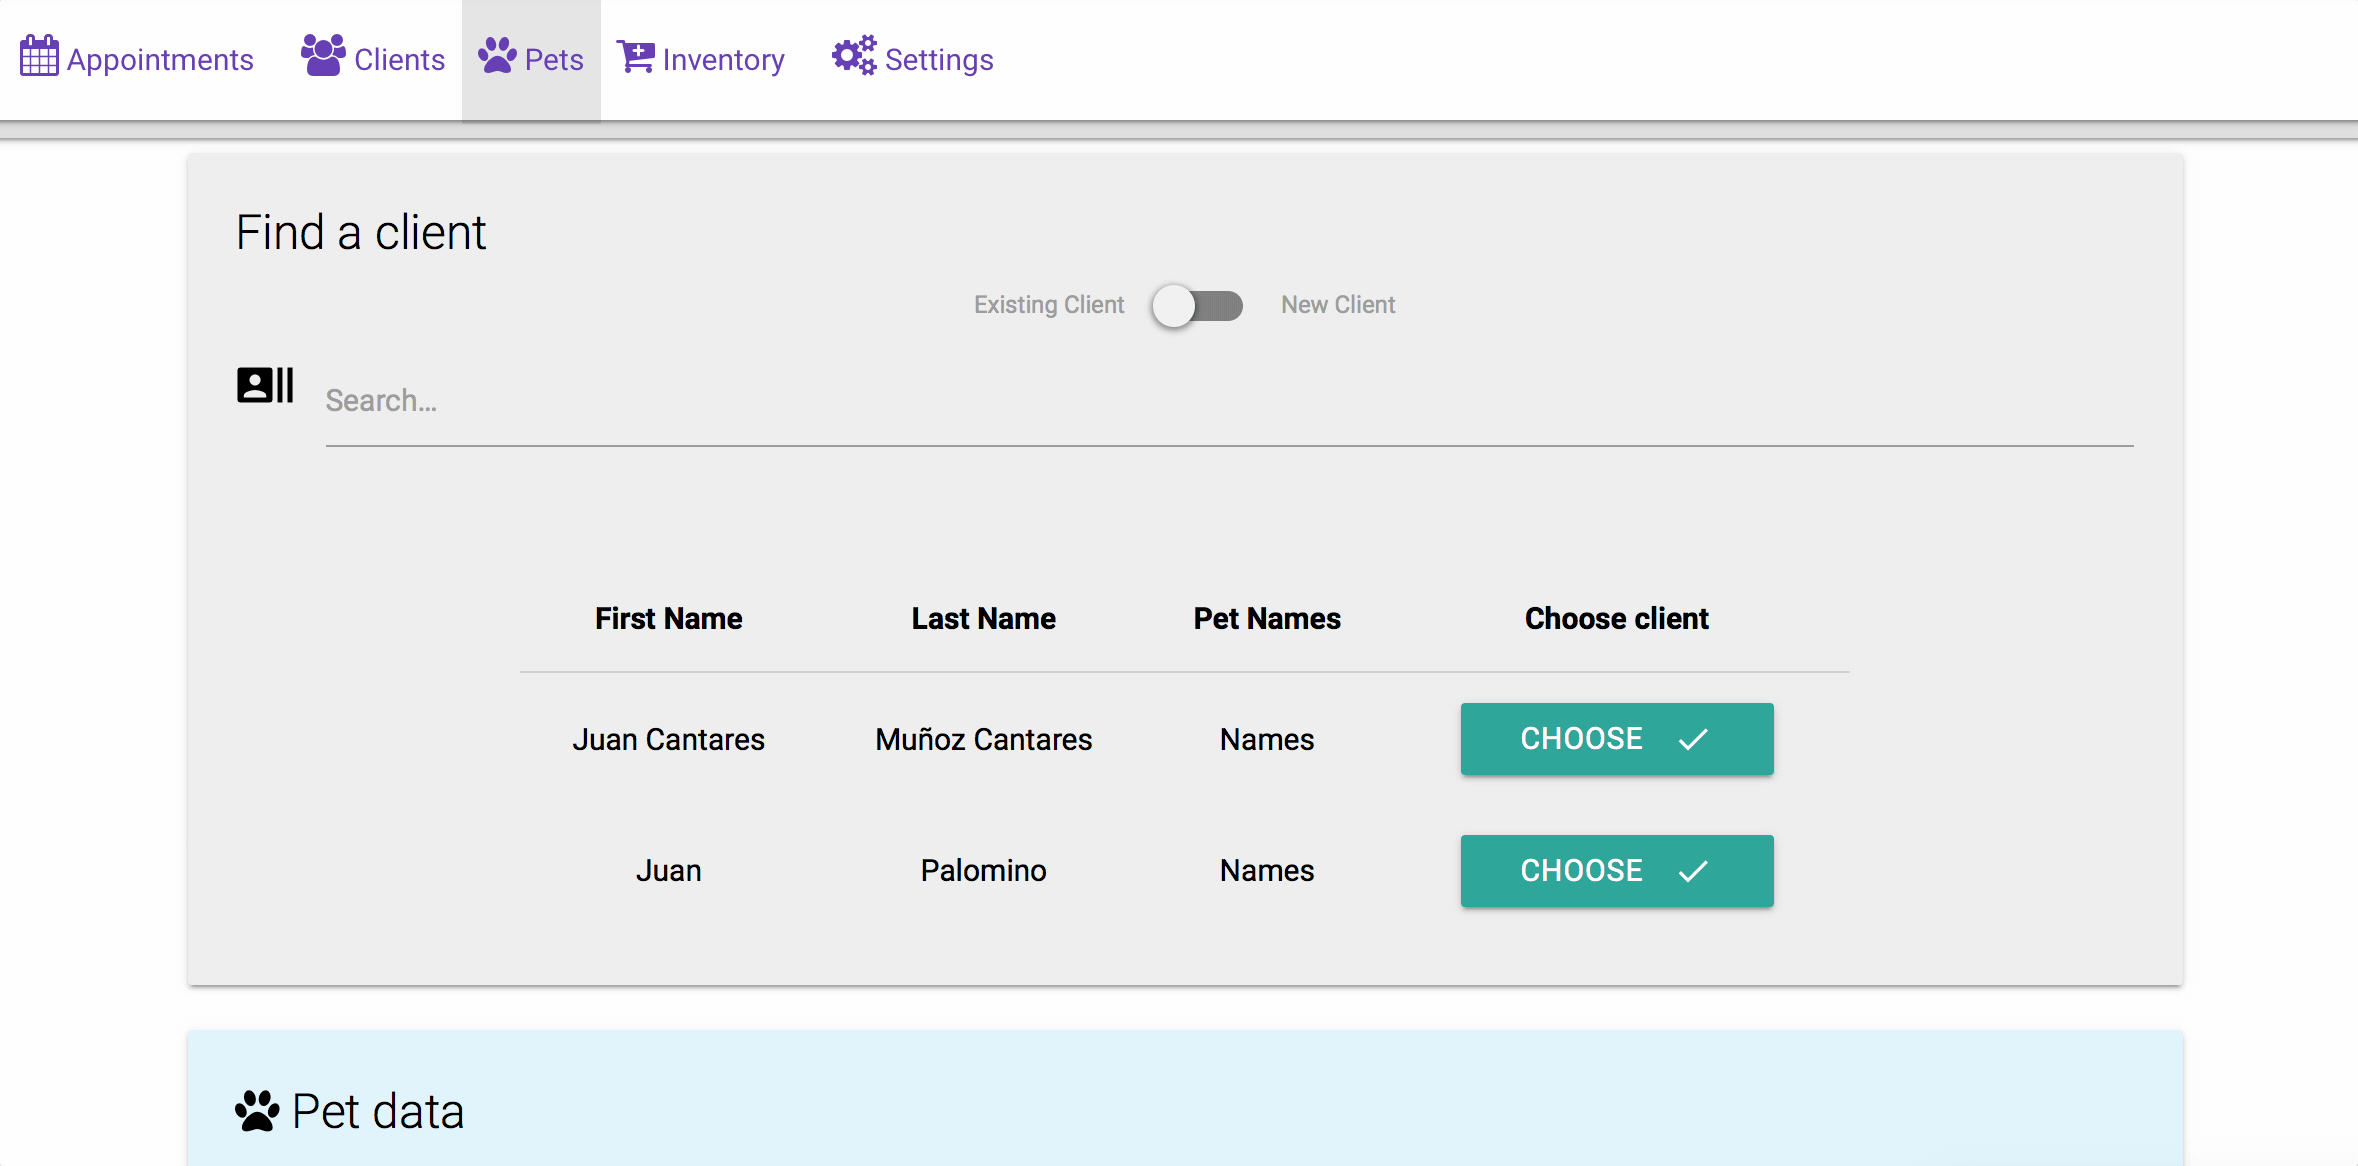 Appointments Clients Pets Inventory Settings
Find a client
Existing Client New Client
Search...
First Name Last Name Pet Names Choose client
Juan Cantares Muñoz Cantares Names CHOOSE
Juan Palomino Names CHOOSE
Pet data